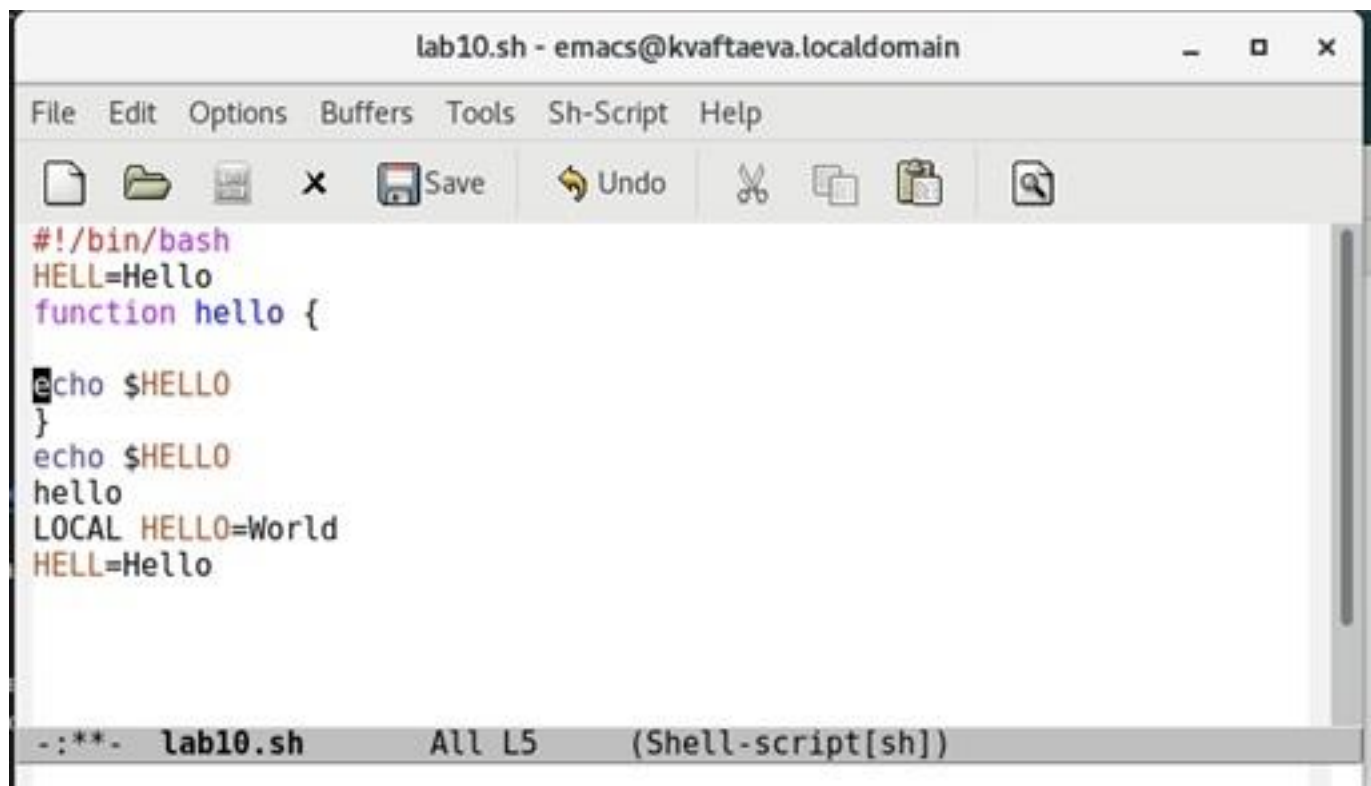 lab10.sh - emacs@kvaftaeva.localdomain
File Edit Options Buffers Tools Sh-Script Help
Save Undo
#!/bin/bash
HELL=Hello
function hello {
echo $HELLO
}
echo $HELLO
hello
LOCAL HELLO=World
HELL=Hello
-:**- lab10.sh All L5 (Shell-script[sh])